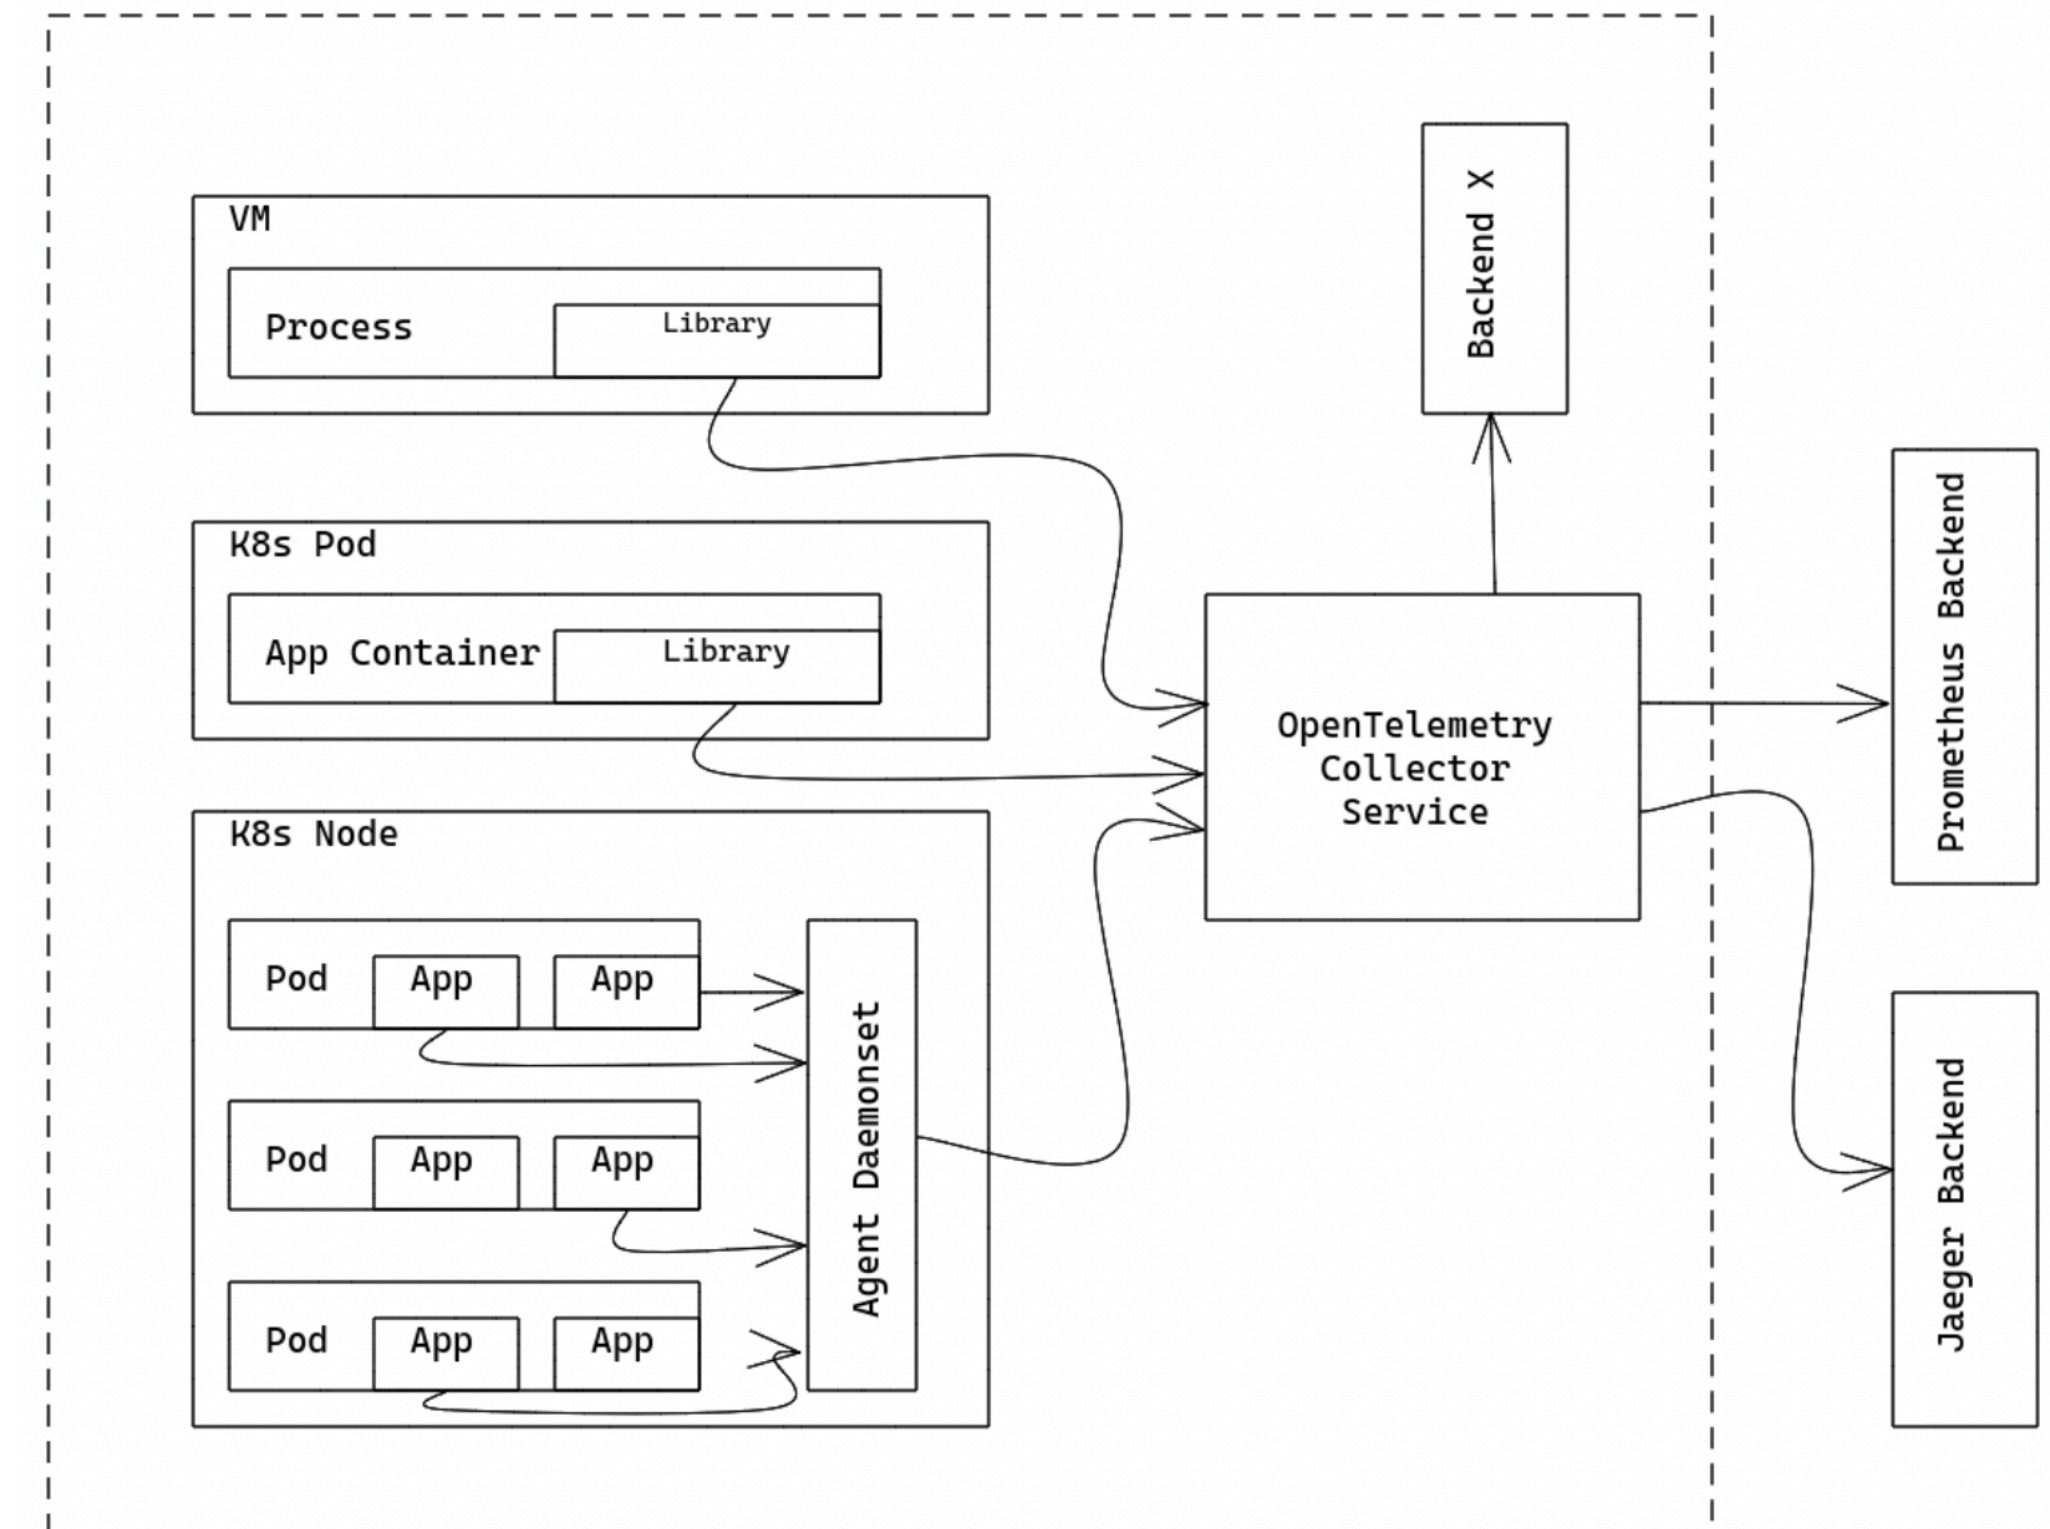 VM
Process
Library
K8s Pod
App Container
Library
K8s Node
Pod
App
App
Pod
App
App
Pod
App
App
Agent Daemonset
OpenTelemetry
Collector
Service
Backend X
Prometheus Backend
Jaeger Backend